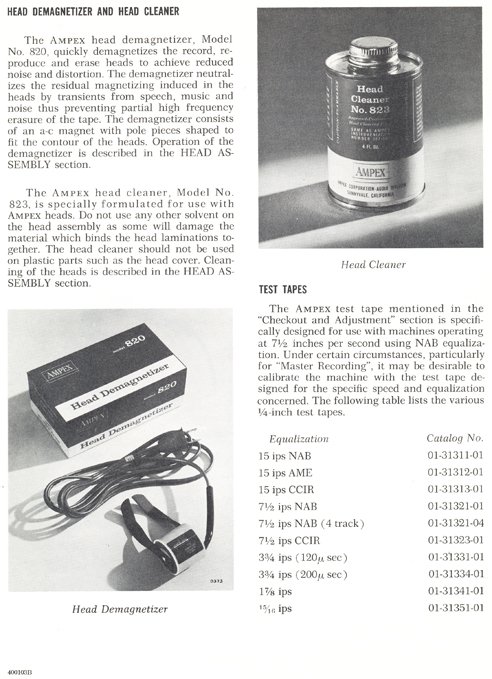 HEAD DEMAGNETIZER AND HEAD CLEANER
The AMPEX head demagnetizer, Model
No. 820, quickly demagnetizes the record, re-
produce and erase heads to achieve reduced
noise and distortion. The demagnetizer neutral-
izes the residual magnetizing induced in the
heads by transients from speech, music and
noise thus preventing partial high frequency
erasure of the tape. The demagnetizer consists
of an a-c magnet with pole pieces shaped to
fit the contour of the heads. Operation of the
demagnetizer is described in the HEAD AS-
SEMBLY section.
The AMPEX head cleaner, Model No.
823, is specially formulated for use with
AMPEX heads. Do not use any other solvent on
the head assembly as some will damage the
material which binds the head laminations to-
gether. The head cleaner should not be used
on plastic parts such as the head cover. Clean-
ing of the heads is described in the HEAD AS-
SEMBLY section.
AMPEX
model 820
Head Demagnetizer
AMPEX
model 820
Head Demagnetizer
0373
Head Demagnetizer
Head
Cleaner
No. 823
4 FL. OZ.
AMPEX
AMPEX CORPORATION AUDIO DIVISION
SUNNYVALE, CALIFORNIA
Head Cleaner
TEST TAPES
The AMPEX test tape mentioned in the
"Checkout and Adjustment" section is specifi-
cally designed for use with machines operating
at 7½ inches per second using NAB equaliza-
tion. Under certain circumstances, particularly
for "Master Recording", it may be desirable to
calibrate the machine with the test tape de-
signed for the specific speed and equalization
concerned. The following table lists the various
¼-inch test tapes.
Equalization Catalog No.
15 ips NAB 01-31311-01
15 ips AME 01-31312-01
15 ips CCIR 01-31313-01
7½ ips NAB 01-31321-01
7½ ips NAB (4 track) 01-31321-04
7½ ips CCIR 01-31323-01
3¾ ips (120μ sec) 01-31331-01
3¾ ips (200μ sec) 01-31334-01
1⅞ ips 01-31341-01
15/16 ips 01-31351-01
400103B